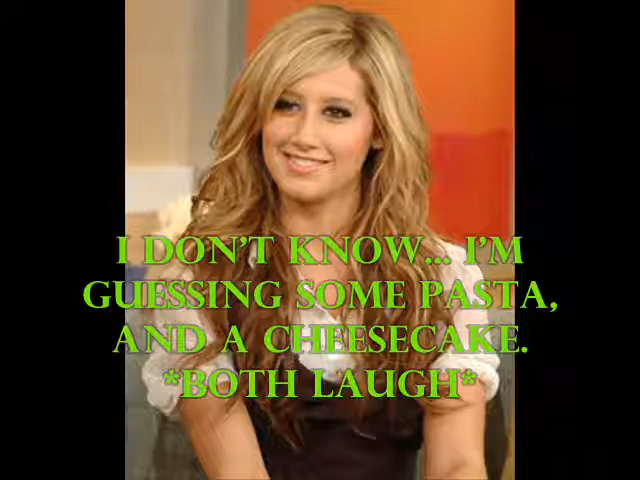 I DON'T KNOW... I'M
GUESSING SOME PASTA,
AND A CHEESECAKE.
*BOTH LAUGH*